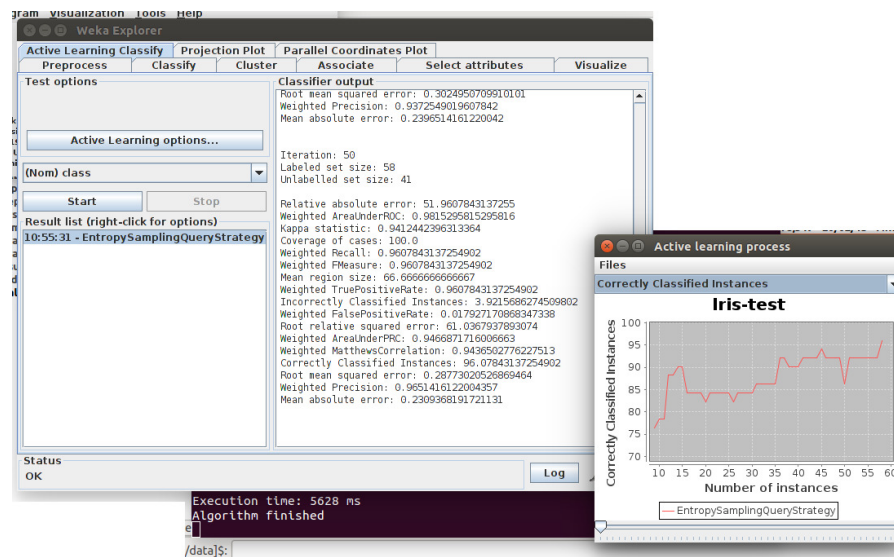 gram Visualization Tools Help
Weka Explorer
Active Learning Classify Projection Plot Parallel Coordinates Plot
Preprocess Classify Cluster Associate Select attributes Visualize
Test options
Active Learning options...
(Nom) class
Start Stop
Result list (right-click for options)
10:55:31 - EntropySamplingQueryStrategy
Classifier output
Root mean squared error: 0.3024950709910101
Weighted Precision: 0.9372549019607842
Mean absolute error: 0.2396514161220042
Iteration: 50
Labeled set size: 58
Unlabelled set size: 41
Relative absolute error: 51.9607843137255
Weighted AreaUnderROC: 0.9815295815295816
Kappa statistic: 0.9412442396313364
Coverage of cases: 100.0
Weighted Recall: 0.9607843137254902
Weighted FMeasure: 0.9607843137254902
Mean region size: 66.6666666666667
Weighted TruePositiveRate: 0.9607843137254902
Incorrectly Classified Instances: 3.9215686274509802
Weighted FalsePositiveRate: 0.017927170868347338
Root relative squared error: 61.0367937893074
Weighted AreaUnderPRC: 0.9466871716006663
Weighted MatthewsCorrelation: 0.9436502776227513
Correctly Classified Instances: 96.07843137254902
Root mean squared error: 0.28773020526869464
Weighted Precision: 0.9651416122004357
Mean absolute error: 0.2309368191721131
Status
OK
Log
Execution time: 5628 ms
Algorithm finished
/data]$:
Active learning process
Files
Correctly Classified Instances
Iris-test
Correctly Classified Instances
100
95
90
85
80
75
70
10 15 20 25 30 35 40 45 50 55 60
Number of instances
EntropySamplingQueryStrategy